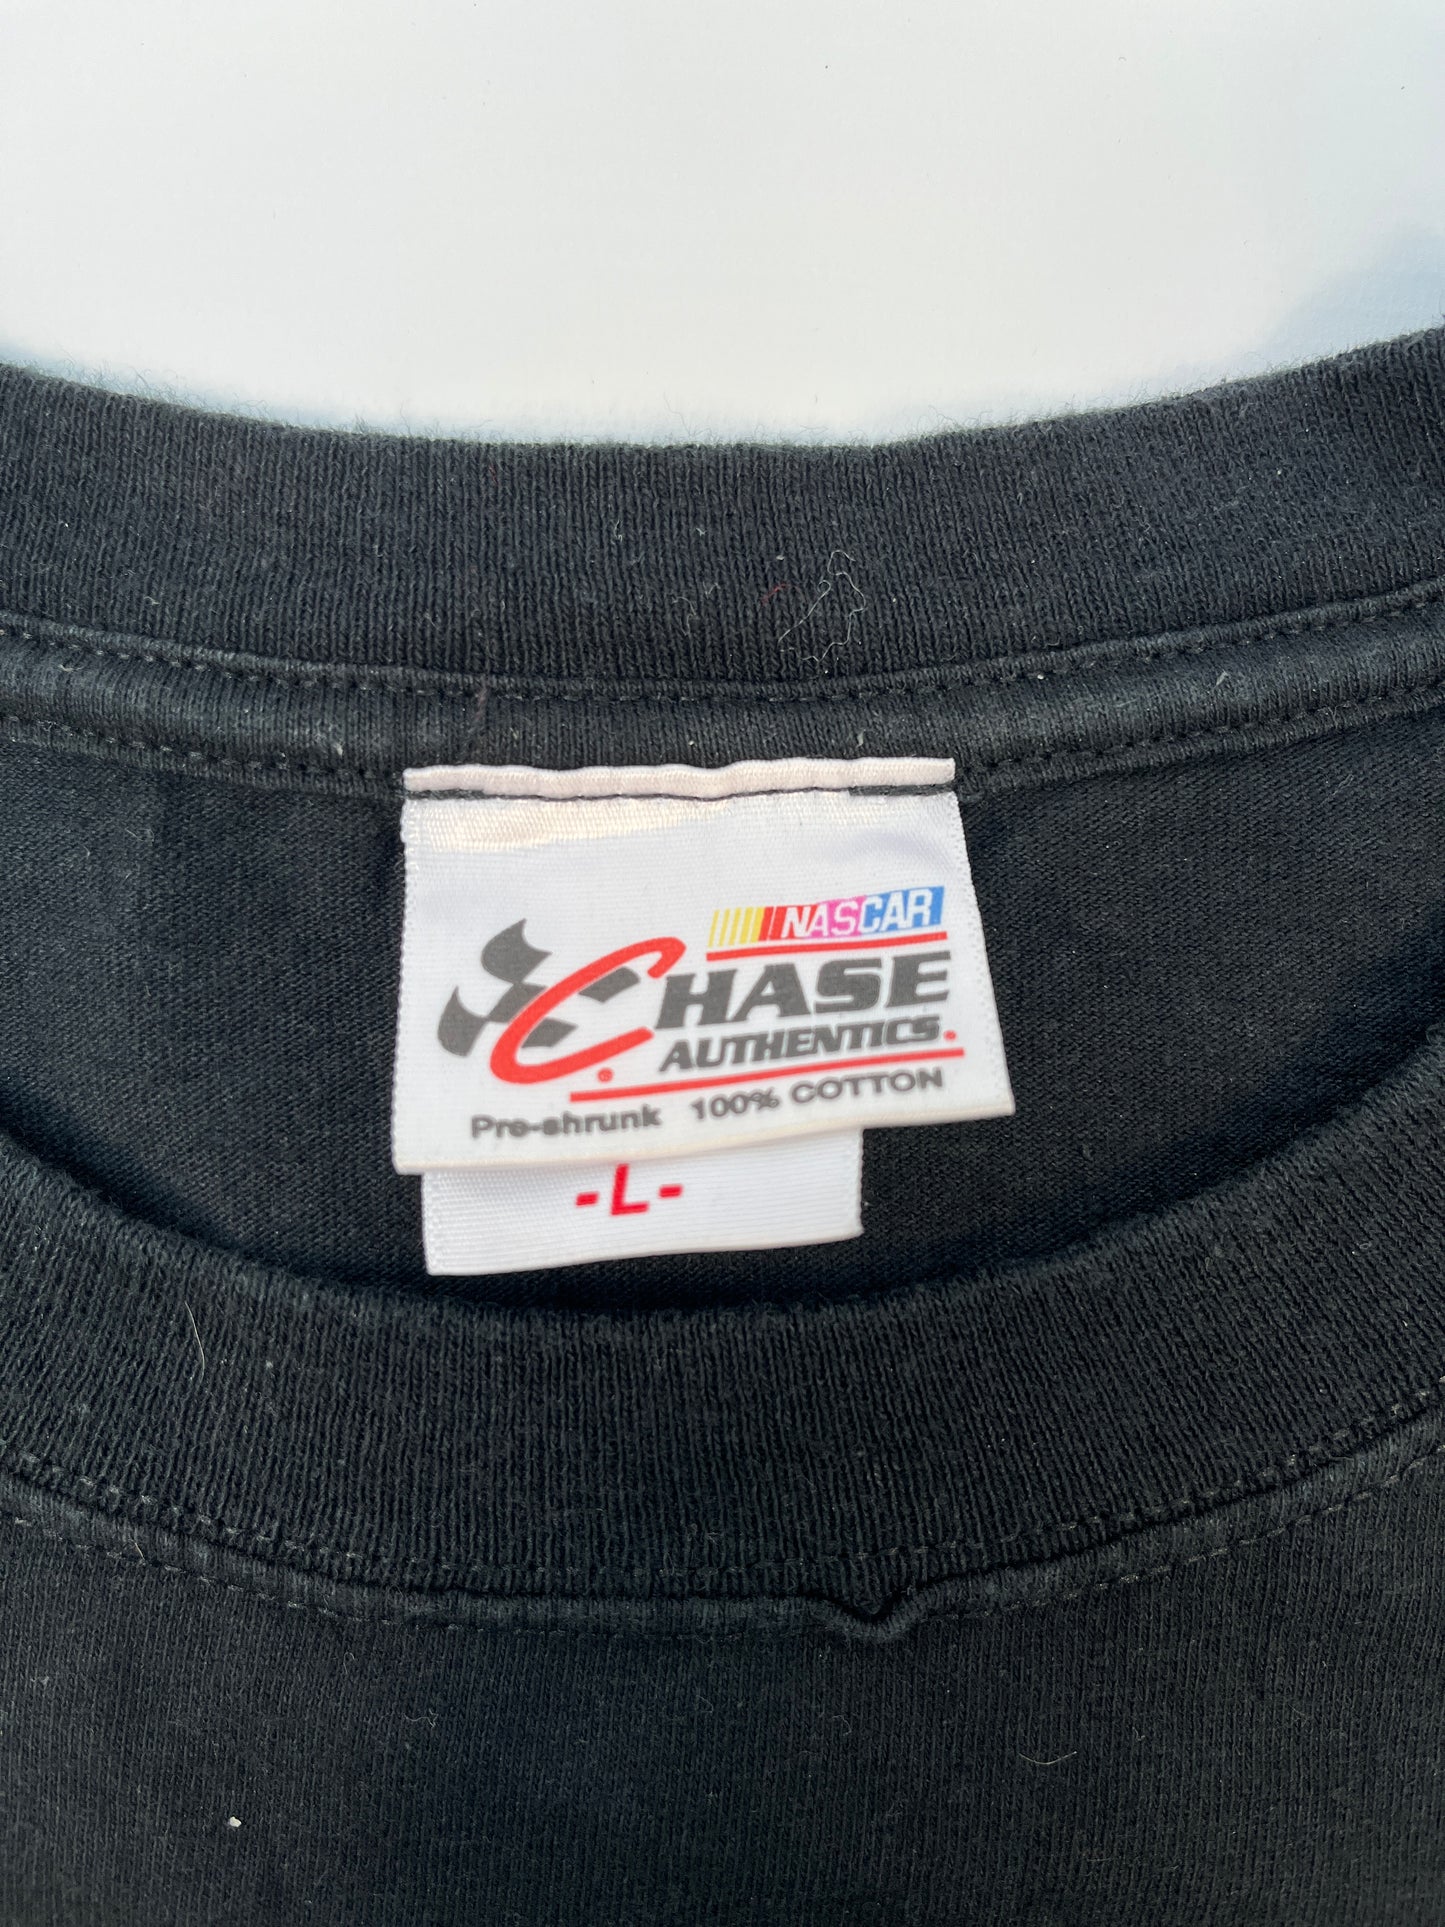 NASCAR
CHASE
AUTHENTICS.
Pre-shrunk 100% COTTON
-L-